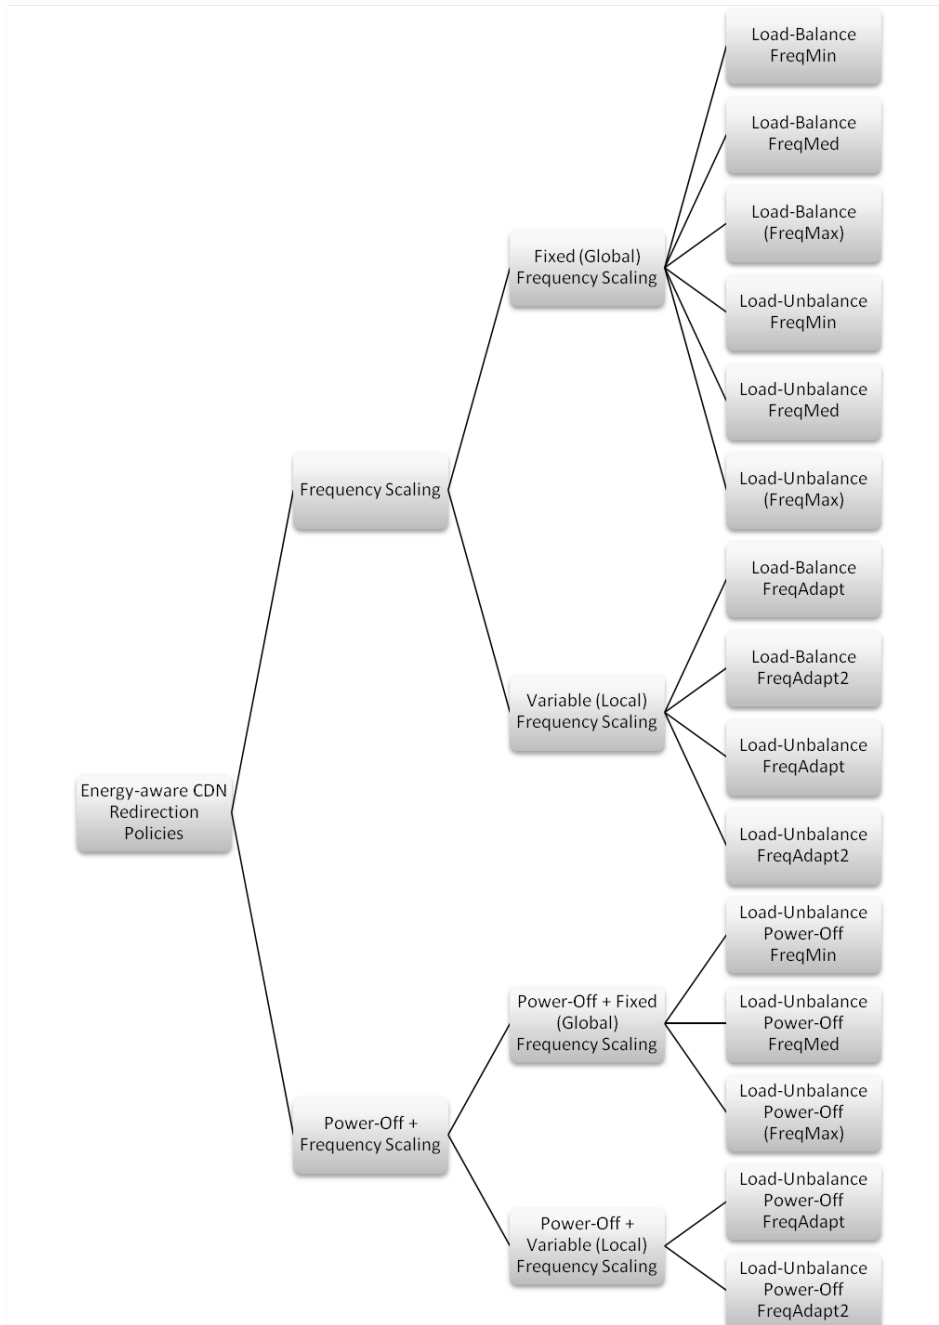 Load-Balance
FreqMin
Load-Balance
FreqMed
Load-Balance
(FreqMax)
Fixed (Global)
Frequency Scaling
Load-Unbalance
FreqMin
Load-Unbalance
FreqMed
Load-Unbalance
(FreqMax)
Frequency Scaling
Load-Balance
FreqAdapt
Load-Balance
FreqAdapt2
Variable (Local)
Frequency Scaling
Load-Unbalance
FreqAdapt
Load-Unbalance
FreqAdapt2
Energy-aware CDN
Redirection
Policies
Load-Unbalance
Power-Off
FreqMin
Power-Off + Fixed
(Global)
Frequency Scaling
Load-Unbalance
Power-Off
FreqMed
Load-Unbalance
Power-Off
(FreqMax)
Power-Off +
Frequency Scaling
Load-Unbalance
Power-Off
FreqAdapt
Power-Off +
Variable (Local)
Frequency Scaling
Load-Unbalance
Power-Off
FreqAdapt2